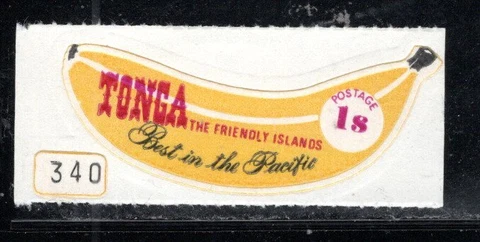 TONGA
THE FRIENDLY ISLANDS
Best in the Pacific
POSTAGE
1s
340